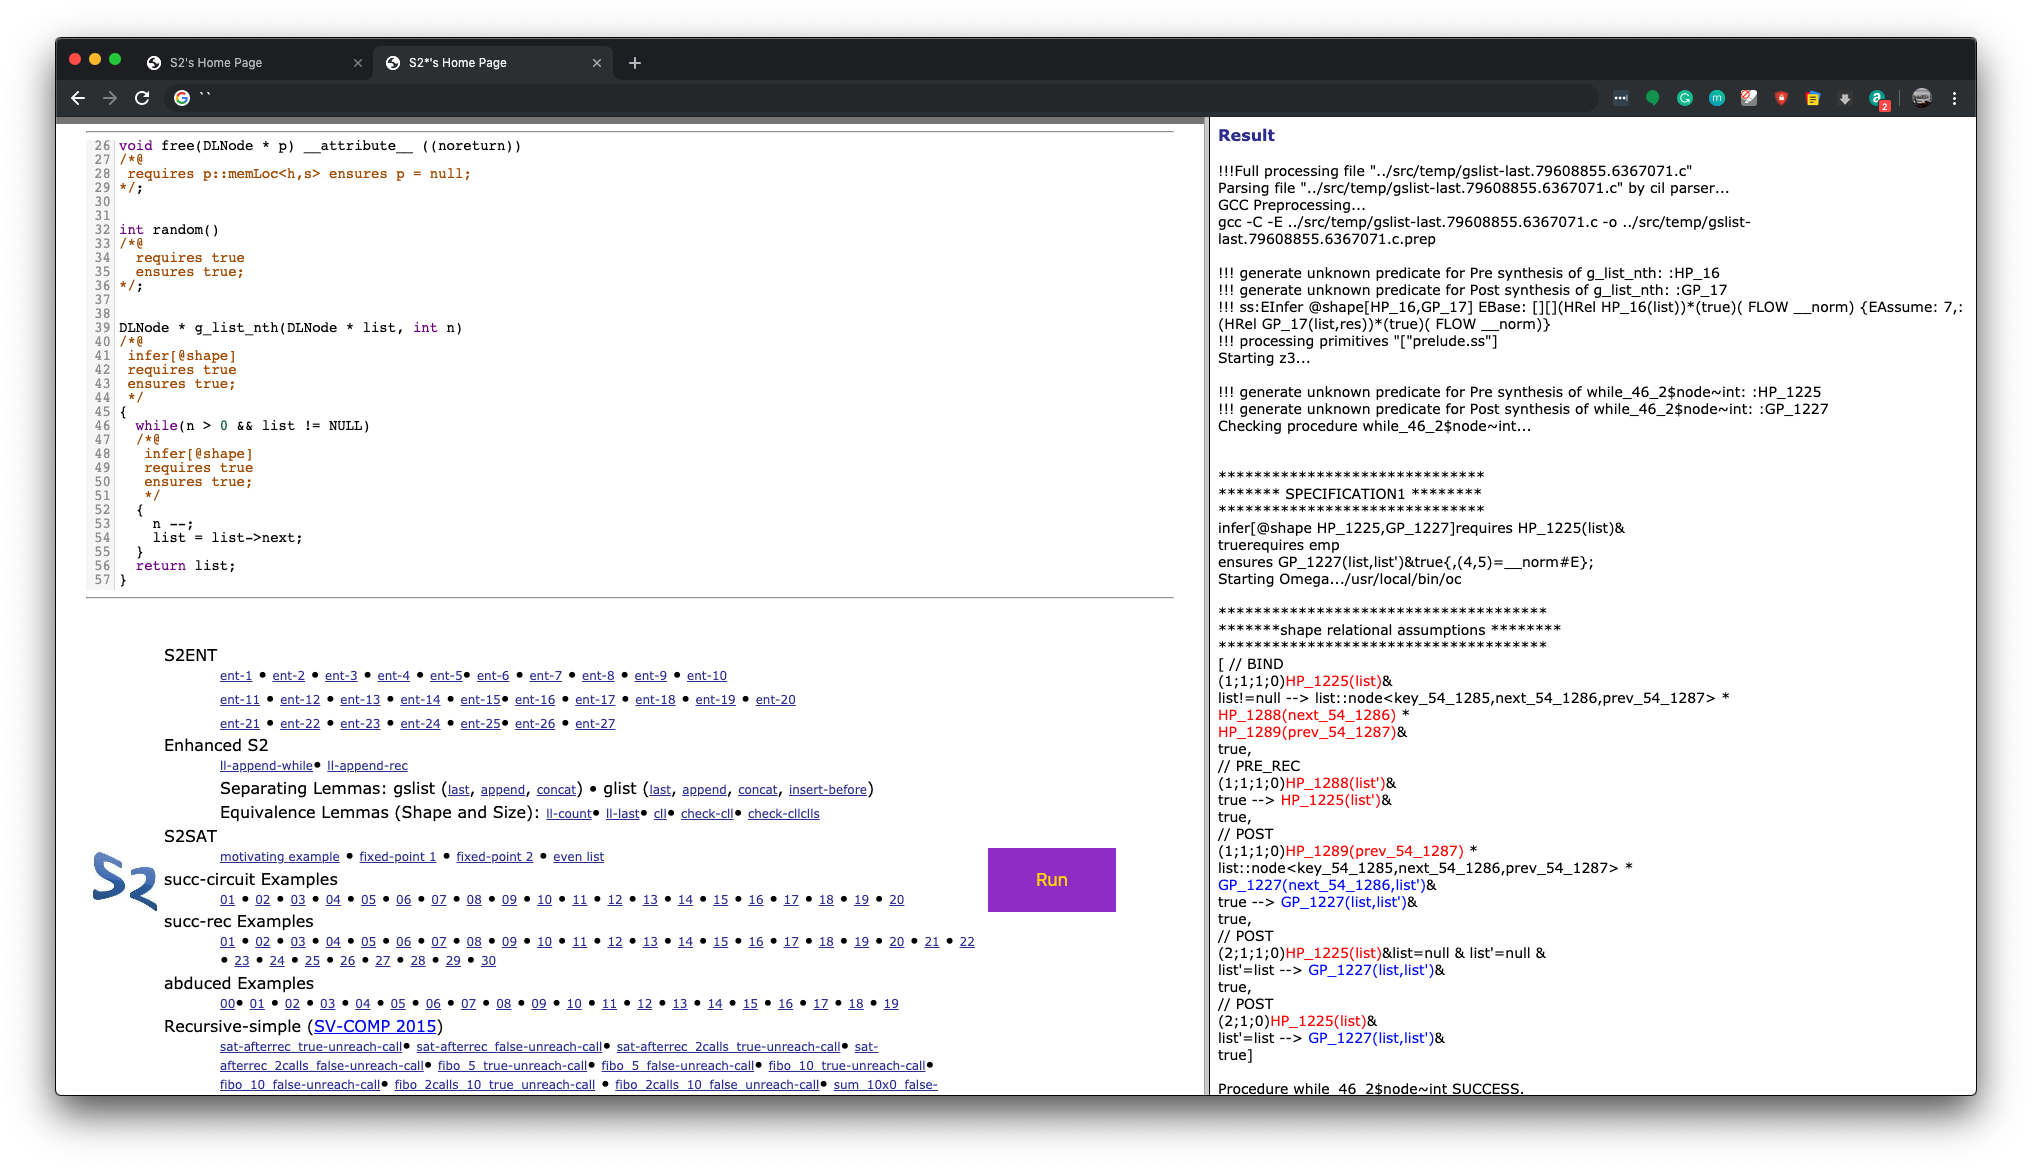 S2's Home Page
S2*'s Home Page
``
2
26 void free(DLNode * p) __attribute__ ((noreturn))
27 /*@
28 requires p::memLoc<h,s> ensures p = null;
29 */;
30
31
32 int random()
33 /*@
34 requires true
35 ensures true;
36 */;
37
38
39 DLNode * g_list_nth(DLNode * list, int n)
40 /*@
41 infer[@shape]
42 requires true
43 ensures true;
44 */
45 {
46 while(n > 0 && list != NULL)
47 /*@
48 infer[@shape]
49 requires true
50 ensures true;
51 */
52 {
53 n --;
54 list = list->next;
55 }
56 return list;
57 }
S2ENT
ent-1 • ent-2 • ent-3 • ent-4 • ent-5• ent-6 • ent-7 • ent-8 • ent-9 • ent-10
ent-11 • ent-12 • ent-13 • ent-14 • ent-15• ent-16 • ent-17 • ent-18 • ent-19 • ent-20
ent-21 • ent-22 • ent-23 • ent-24 • ent-25• ent-26 • ent-27
Enhanced S2
ll-append-while• ll-append-rec
Separating Lemmas: gslist (last, append, concat) • glist (last, append, concat, insert-before)
Equivalence Lemmas (Shape and Size): ll-count• ll-last• cll• check-cll• check-cllclls
S2SAT
motivating example • fixed-point 1 • fixed-point 2 • even list
S2
succ-circuit Examples
01 • 02 • 03 • 04 • 05 • 06 • 07 • 08 • 09 • 10 • 11 • 12 • 13 • 14 • 15 • 16 • 17 • 18 • 19 • 20
succ-rec Examples
01 • 02 • 03 • 04 • 05 • 06 • 07 • 08 • 09 • 10 • 11 • 12 • 13 • 14 • 15 • 16 • 17 • 18 • 19 • 20 • 21 • 22
• 23 • 24 • 25 • 26 • 27 • 28 • 29 • 30
abduced Examples
00• 01 • 02 • 03 • 04 • 05 • 06 • 07 • 08 • 09 • 10 • 11 • 12 • 13 • 14 • 15 • 16 • 17 • 18 • 19
Recursive-simple (SV-COMP 2015)
sat-afterrec_true-unreach-call• sat-afterrec_false-unreach-call• sat-afterrec_2calls_true-unreach-call• sat-
afterrec_2calls_false-unreach-call• fibo_5_true-unreach-call• fibo_5_false-unreach-call• fibo_10_true-unreach-call•
fibo_10_false-unreach-call• fibo_2calls_10_true_unreach-call • fibo_2calls_10_false_unreach-call• sum_10x0_false-
Run
Result
!!!Full processing file "../src/temp/gslist-last.79608855.6367071.c"
Parsing file "../src/temp/gslist-last.79608855.6367071.c" by cil parser...
GCC Preprocessing...
gcc -C -E ../src/temp/gslist-last.79608855.6367071.c -o ../src/temp/gslist-
last.79608855.6367071.c.prep
!!! generate unknown predicate for Pre synthesis of g_list_nth: :HP_16
!!! generate unknown predicate for Post synthesis of g_list_nth: :GP_17
!!! ss:EInfer @shape[HP_16,GP_17] EBase: [][](HRel HP_16(list))*(true)( FLOW __norm) {EAssume: 7,:
(HRel GP_17(list,res))*(true)( FLOW __norm)}
!!! processing primitives "["prelude.ss"]
Starting z3...
!!! generate unknown predicate for Pre synthesis of while_46_2$node~int: :HP_1225
!!! generate unknown predicate for Post synthesis of while_46_2$node~int: :GP_1227
Checking procedure while_46_2$node~int...
******************************
******* SPECIFICATION1 ********
******************************
infer[@shape HP_1225,GP_1227]requires HP_1225(list)&
truerequires emp
ensures GP_1227(list,list')&true{,(4,5)=__norm#E};
Starting Omega.../usr/local/bin/oc
*************************************
*******shape relational assumptions ********
*************************************
[ // BIND
(1;1;1;0)HP_1225(list)&
list!=null --> list::node<key_54_1285,next_54_1286,prev_54_1287> *
HP_1288(next_54_1286) *
HP_1289(prev_54_1287)&
true,
// PRE_REC
(1;1;1;0)HP_1288(list')&
true --> HP_1225(list')&
true,
// POST
(1;1;1;0)HP_1289(prev_54_1287) *
list::node<key_54_1285,next_54_1286,prev_54_1287> *
GP_1227(next_54_1286,list')&
true --> GP_1227(list,list')&
true,
// POST
(2;1;1;0)HP_1225(list)&list=null & list'=null &
list'=list --> GP_1227(list,list')&
true,
// POST
(2;1;0)HP_1225(list)&
list'=list --> GP_1227(list,list')&
true]
Procedure while_46_2$node~int SUCCESS.